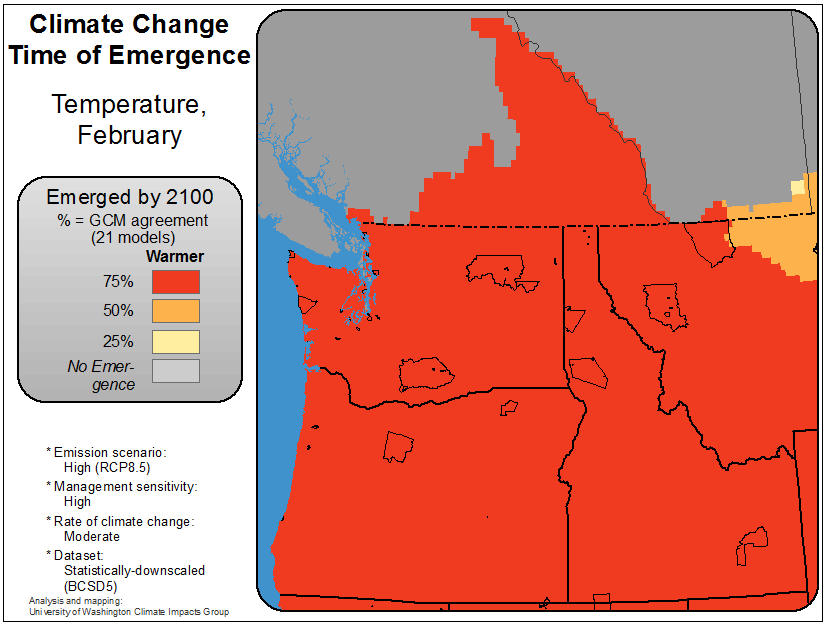 Climate Change
Time of Emergence
Temperature,
February
Emerged by 2100
% = GCM agreement
(21 models)
Warmer
75%
50%
25%
No Emer-
gence
* Emission scenario:
High (RCP8.5)
* Management sensitivity:
High
* Rate of climate change:
Moderate
* Dataset:
Statistically-downscaled
(BCSD5)
Analysis and mapping:
University of Washington Climate Impacts Group